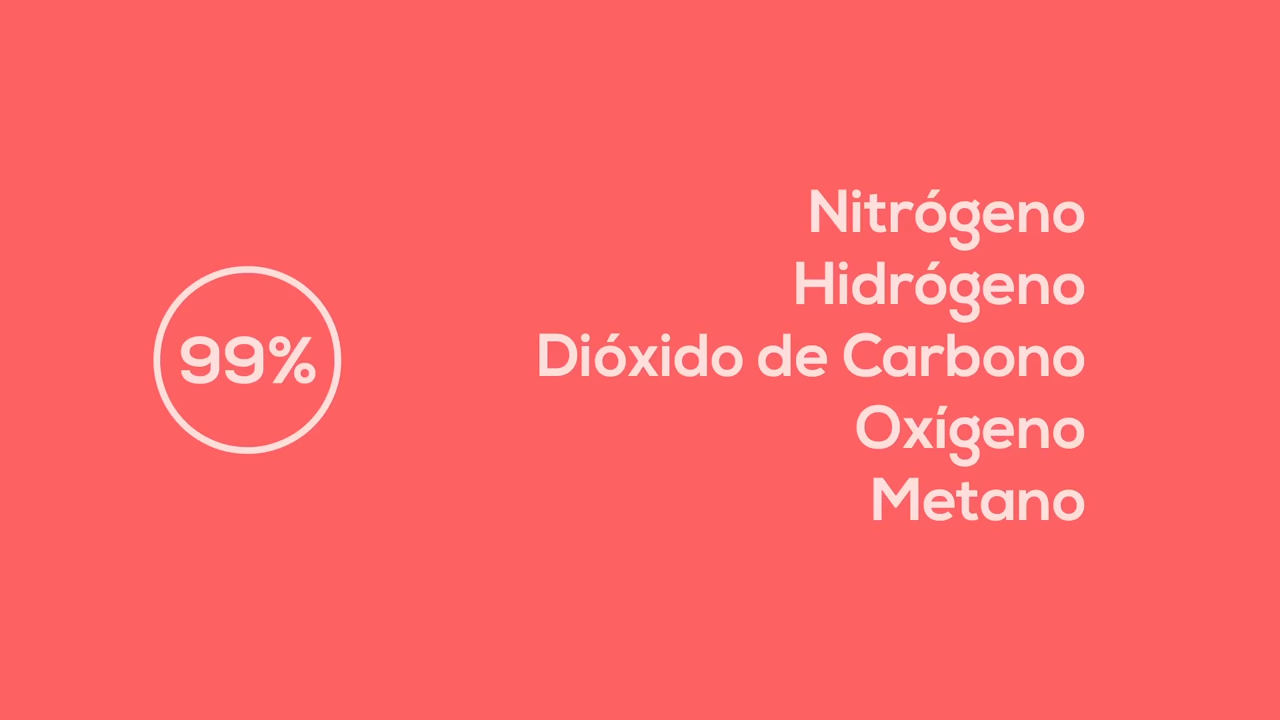 99%
Nitrógeno
Hidrógeno
Dióxido de Carbono
Oxígeno
Metano